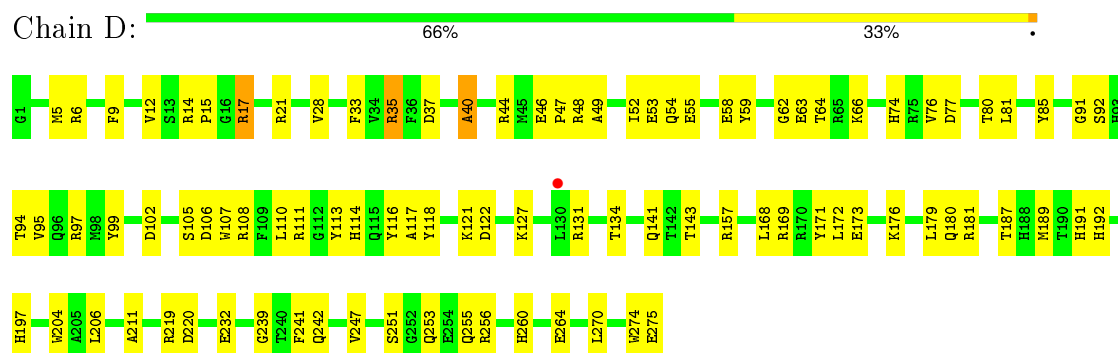 Chain D:
66% 33% •
G1 M5 R6 F9 V12 S13 R14 P15 G16 R17 R21 V28 F33 V34 R35 F36 D37 A40 R44 M45 E46 P47 R48 A49 I52 E53 Q54 E55 E58 Y59 G62 E63 T64 R65 K66 H74 R75 V76 D77 T80 L81 Y85 G91 S92 H93
T94 V95 Q96 R97 M98 Y99 D102 S105 D106 W107 R108 F109 L110 R111 G112 Y113 H114 Q115 Y116 A117 Y118 K121 D122 K127 L130 R131 T134 Q141 T142 T143 R157 L168 R169 R170 Y171 L172 E173 K176 L179 Q180 R181 T187 H188 M189 T190 H191 H192
H197 W204 A205 L206 A211 R219 D220 E232 G239 T240 F241 Q242 V247 S251 G252 Q253 E254 Q255 R256 H260 E264 L270 W274 E275